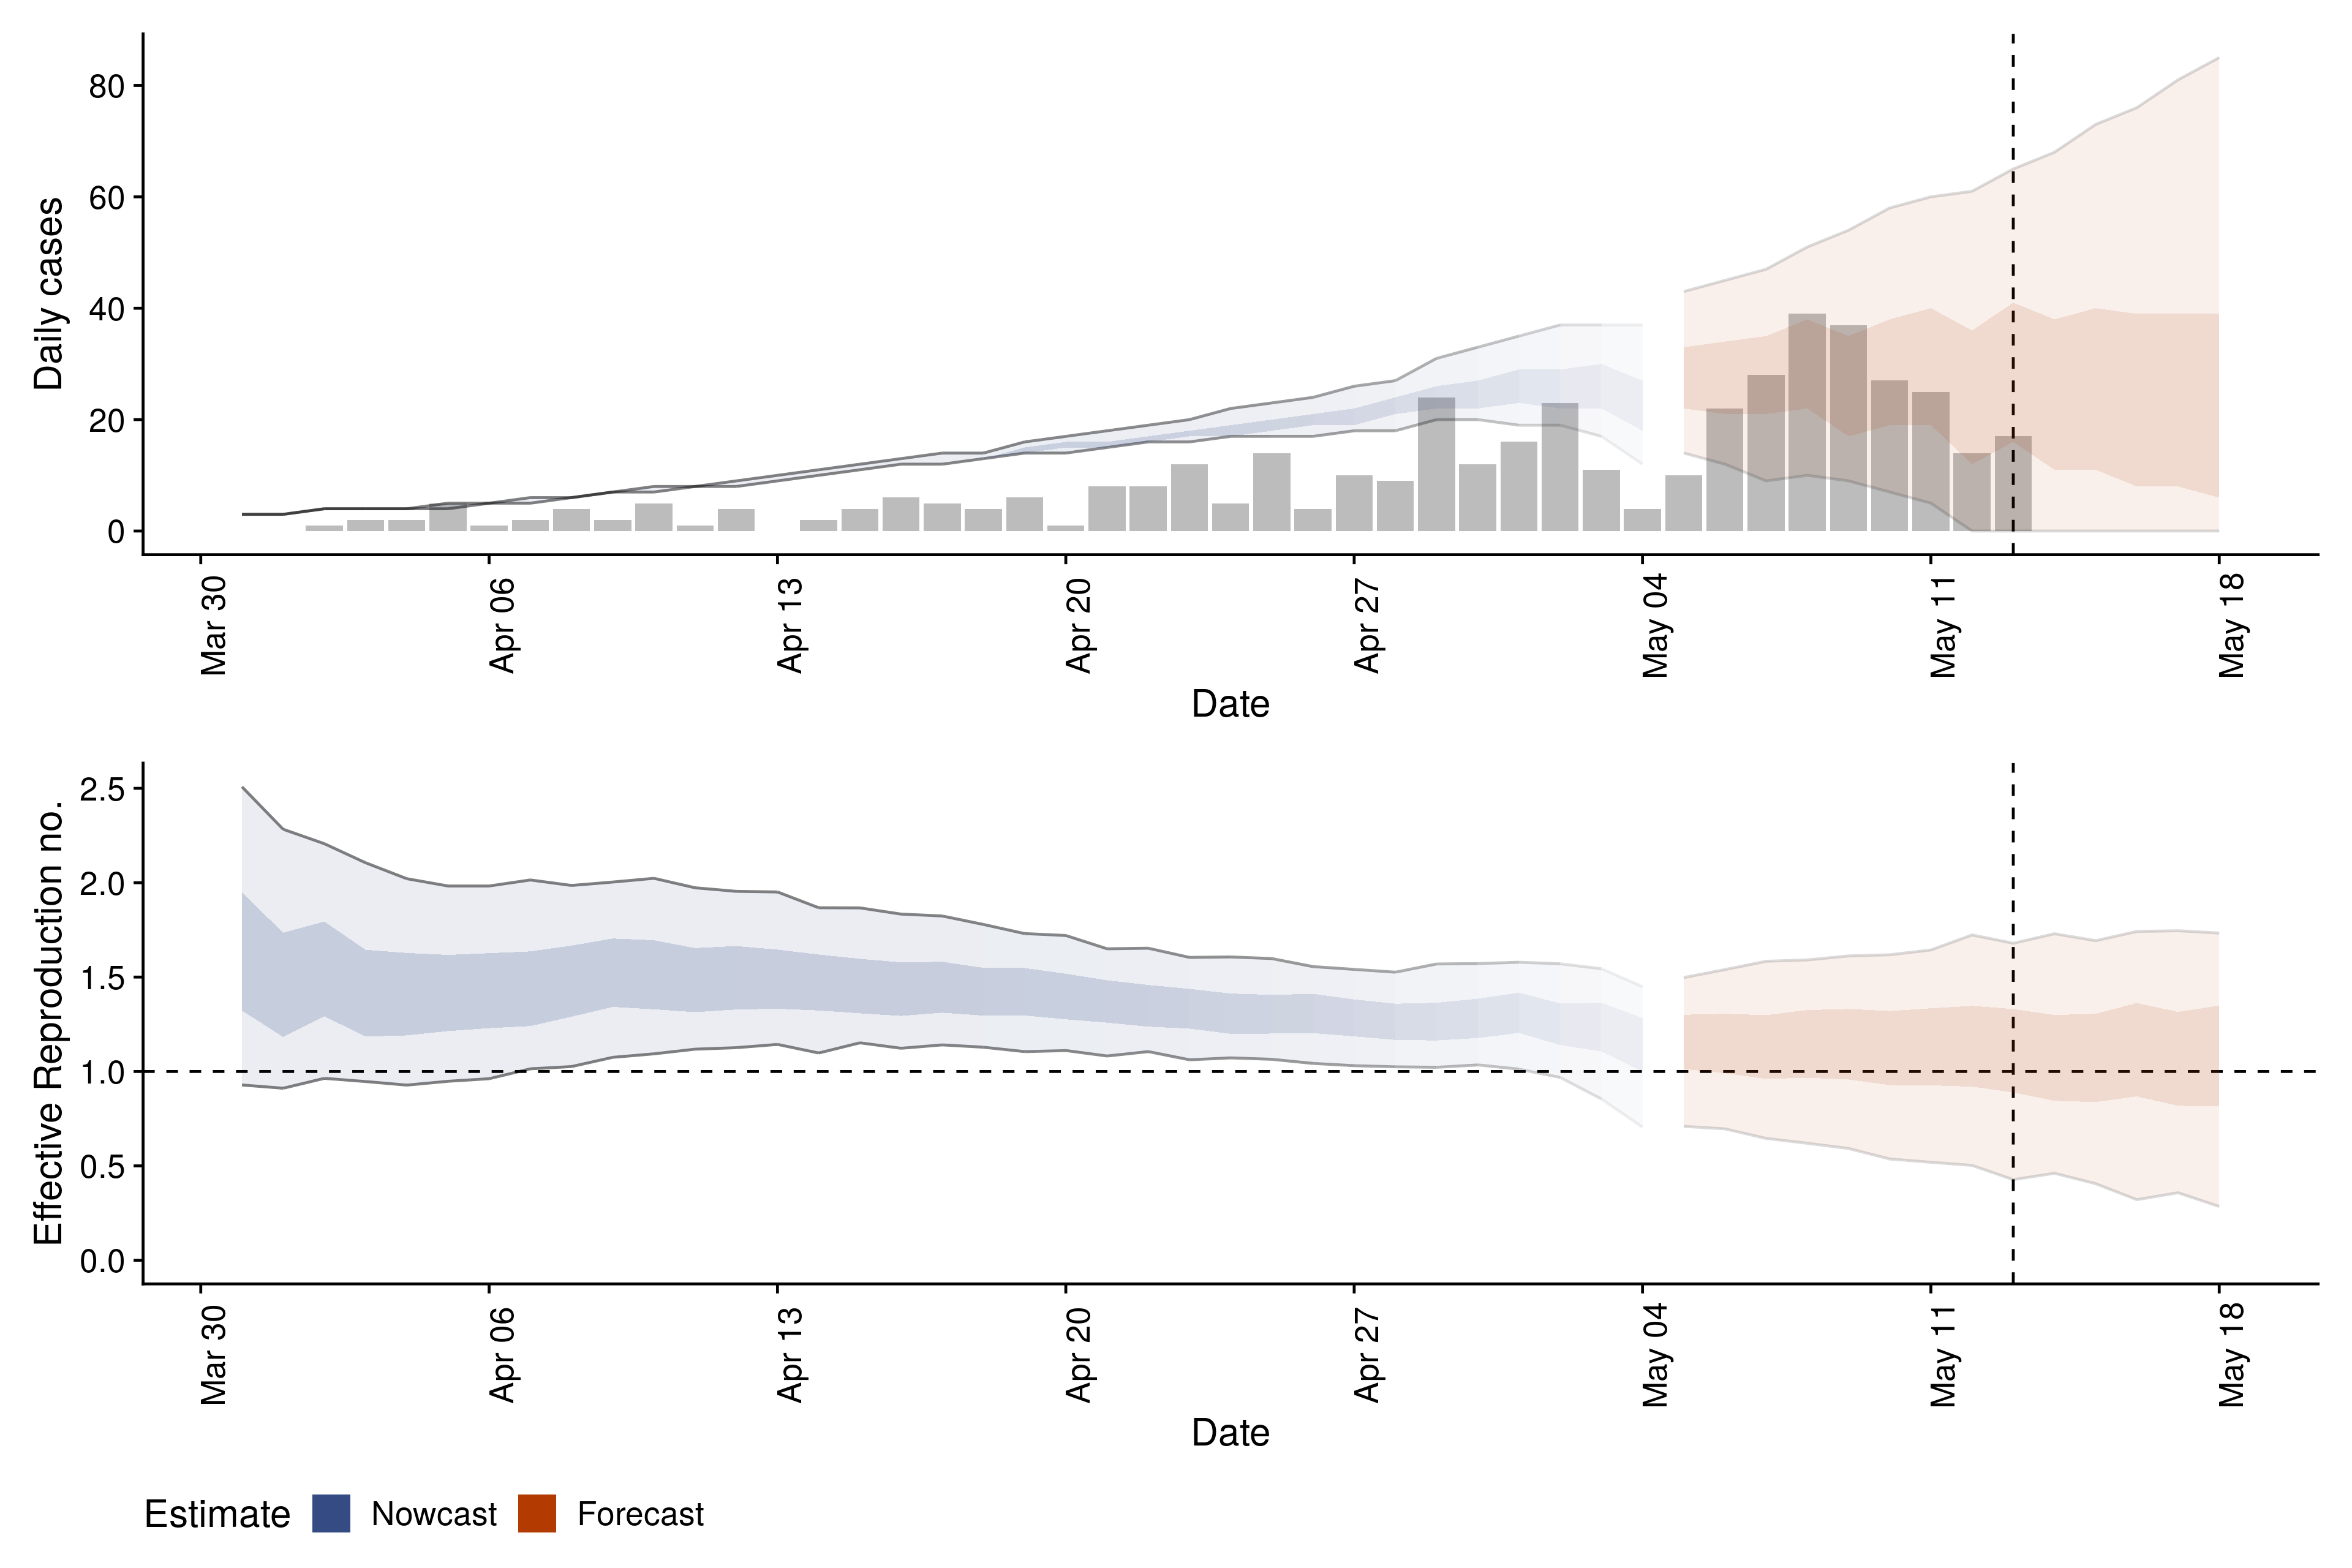 Daily cases
80
60
40
20
0
Mar 30
Apr 06
Apr 13
Apr 20
Apr 27
May 04
May 11
May 18
Date
Effective Reproduction no.
2.5
2.0
1.5
1.0
0.5
0.0
Mar 30
Apr 06
Apr 13
Apr 20
Apr 27
May 04
May 11
May 18
Date
Estimate Nowcast Forecast